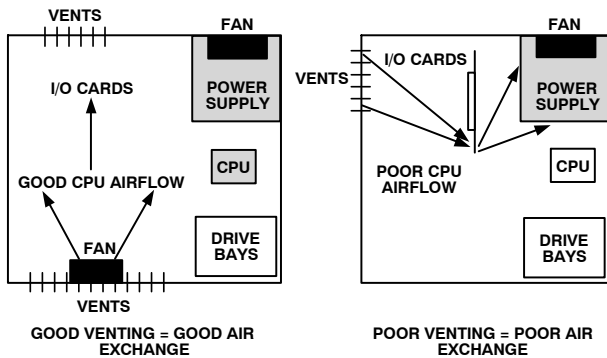 VENTS
FAN
I/O CARDS
POWER
SUPPLY
CPU
GOOD CPU AIRFLOW
FAN
DRIVE
BAYS
VENTS
GOOD VENTING = GOOD AIR
EXCHANGE
FAN
VENTS
I/O CARDS
POWER
SUPPLY
CPU
POOR CPU
AIRFLOW
DRIVE
BAYS
POOR VENTING = POOR AIR
EXCHANGE